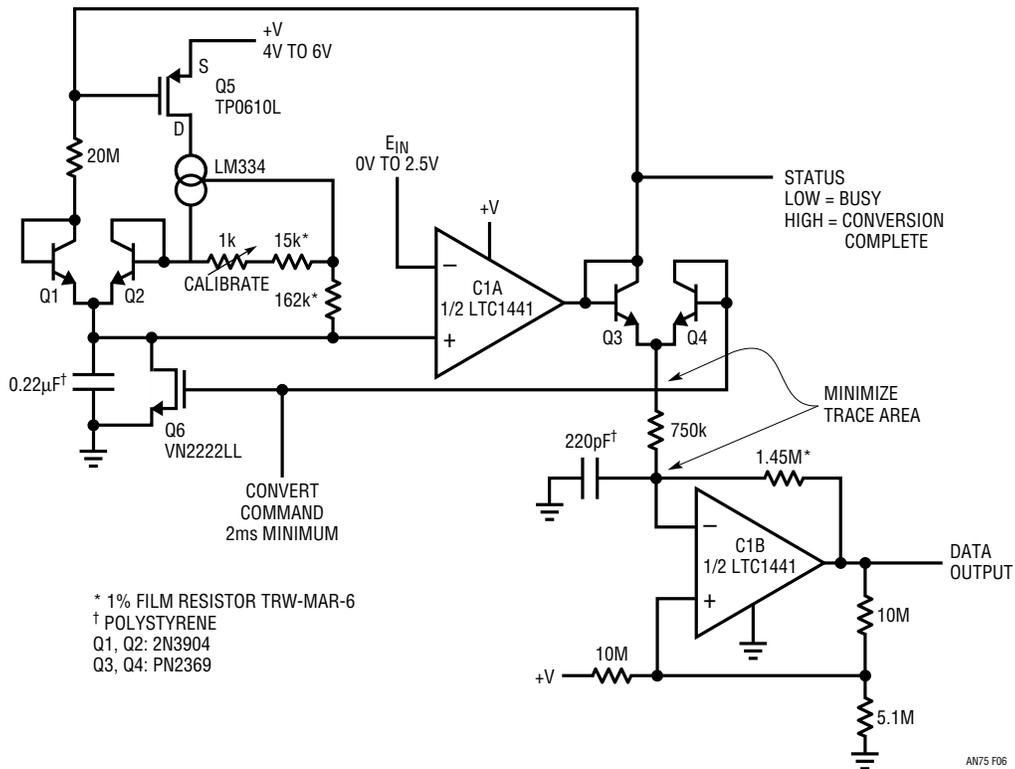 +V
4V TO 6V
S
Q5
TP0610L
D
20M
LM334
E_IN
0V TO 2.5V
STATUS
LOW = BUSY
HIGH = CONVERSION
COMPLETE
+V
1k
15k*
CALIBRATE
Q1
Q2
162k*
−
C1A
1/2 LTC1441
+
Q3
Q4
0.22µF†
Q6
VN2222LL
MINIMIZE
TRACE AREA
750k
220pF†
1.45M*
CONVERT
COMMAND
2ms MINIMUM
−
C1B
1/2 LTC1441
+
DATA
OUTPUT
10M
10M
+V
5.1M
* 1% FILM RESISTOR TRW-MAR-6
† POLYSTYRENE
Q1, Q2: 2N3904
Q3, Q4: PN2369
AN75 F06